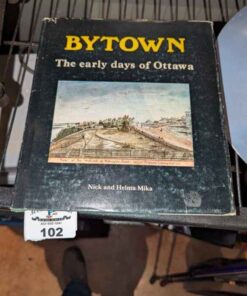 BYTOWN
The early days of Ottawa
Nick and Helma Mika
102